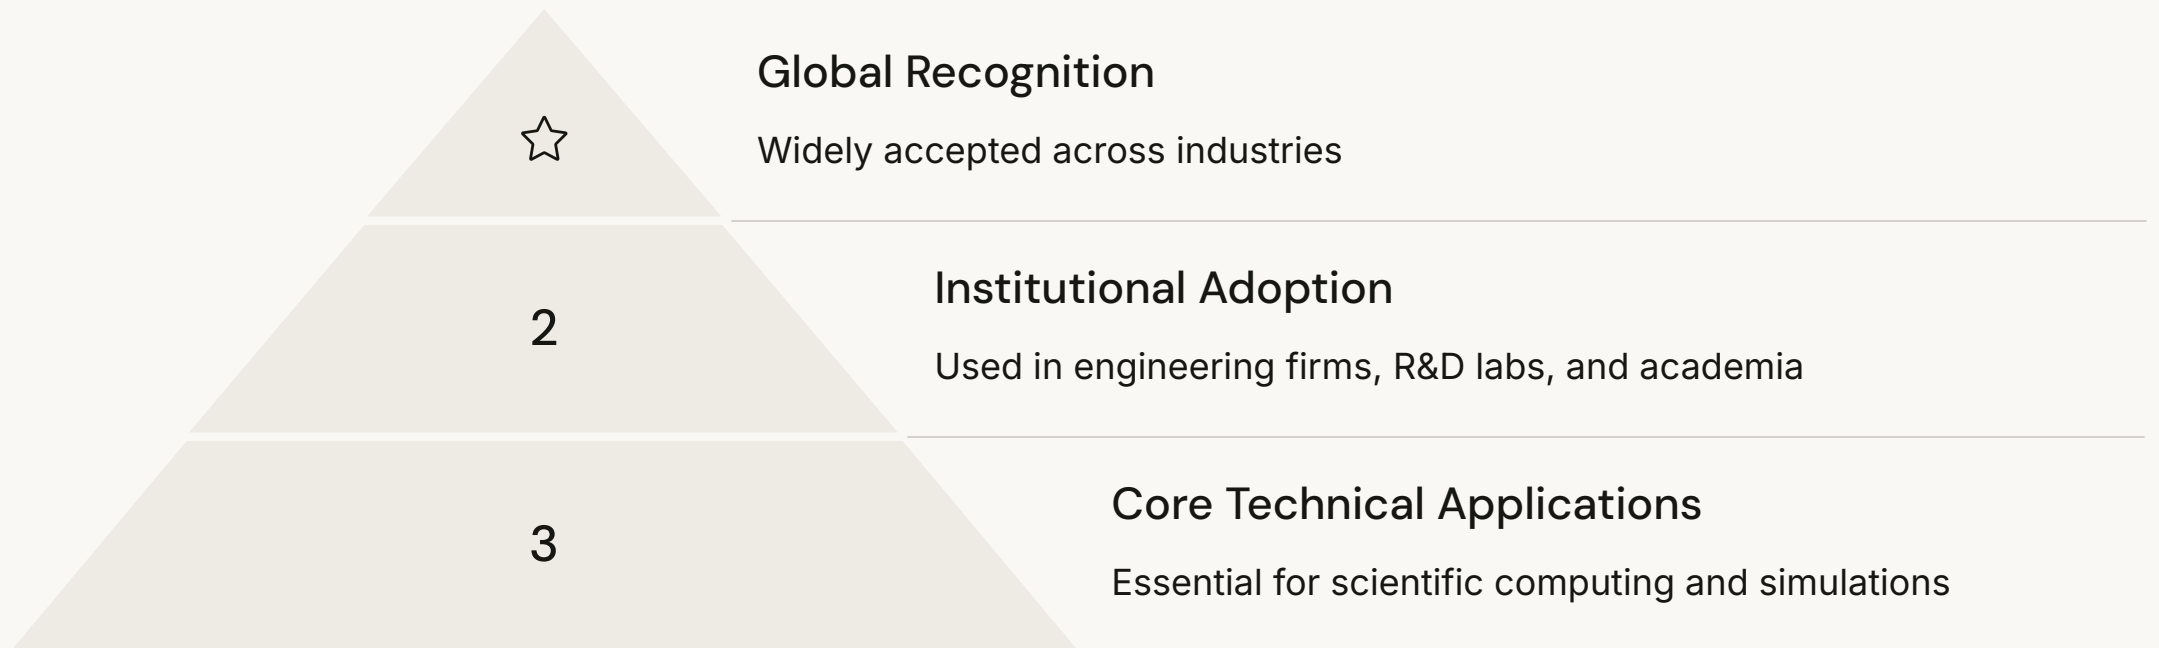 Global Recognition
Widely accepted across industries
2
Institutional Adoption
Used in engineering firms, R&D labs, and academia
3
Core Technical Applications
Essential for scientific computing and simulations